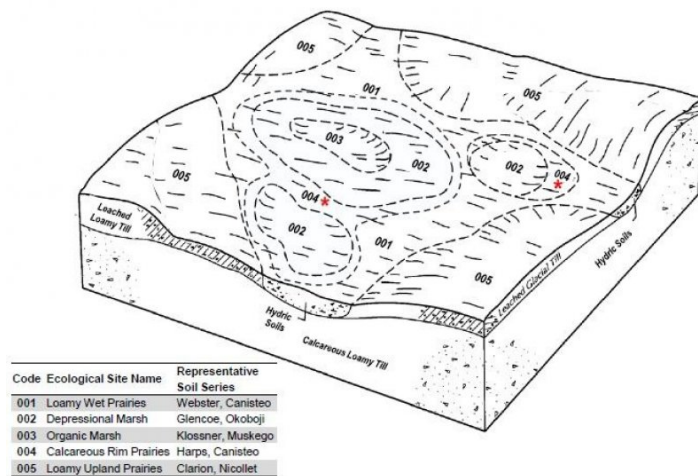 005
001
005
003
002
002
004
*
005
004 *
002
001
Leached
Loamy Till
005
Leached Glacial Till
Hydric Soils
Hydric
Soils
Calcareous Loamy Till
Code Ecological Site Name Representative Soil Series
001 Loamy Wet Prairies Webster, Canisteo
002 Depressional Marsh Glencoe, Okoboji
003 Organic Marsh Klossner, Muskego
004 Calcareous Rim Prairies Harps, Canisteo
005 Loamy Upland Prairies Clarion, Nicollet